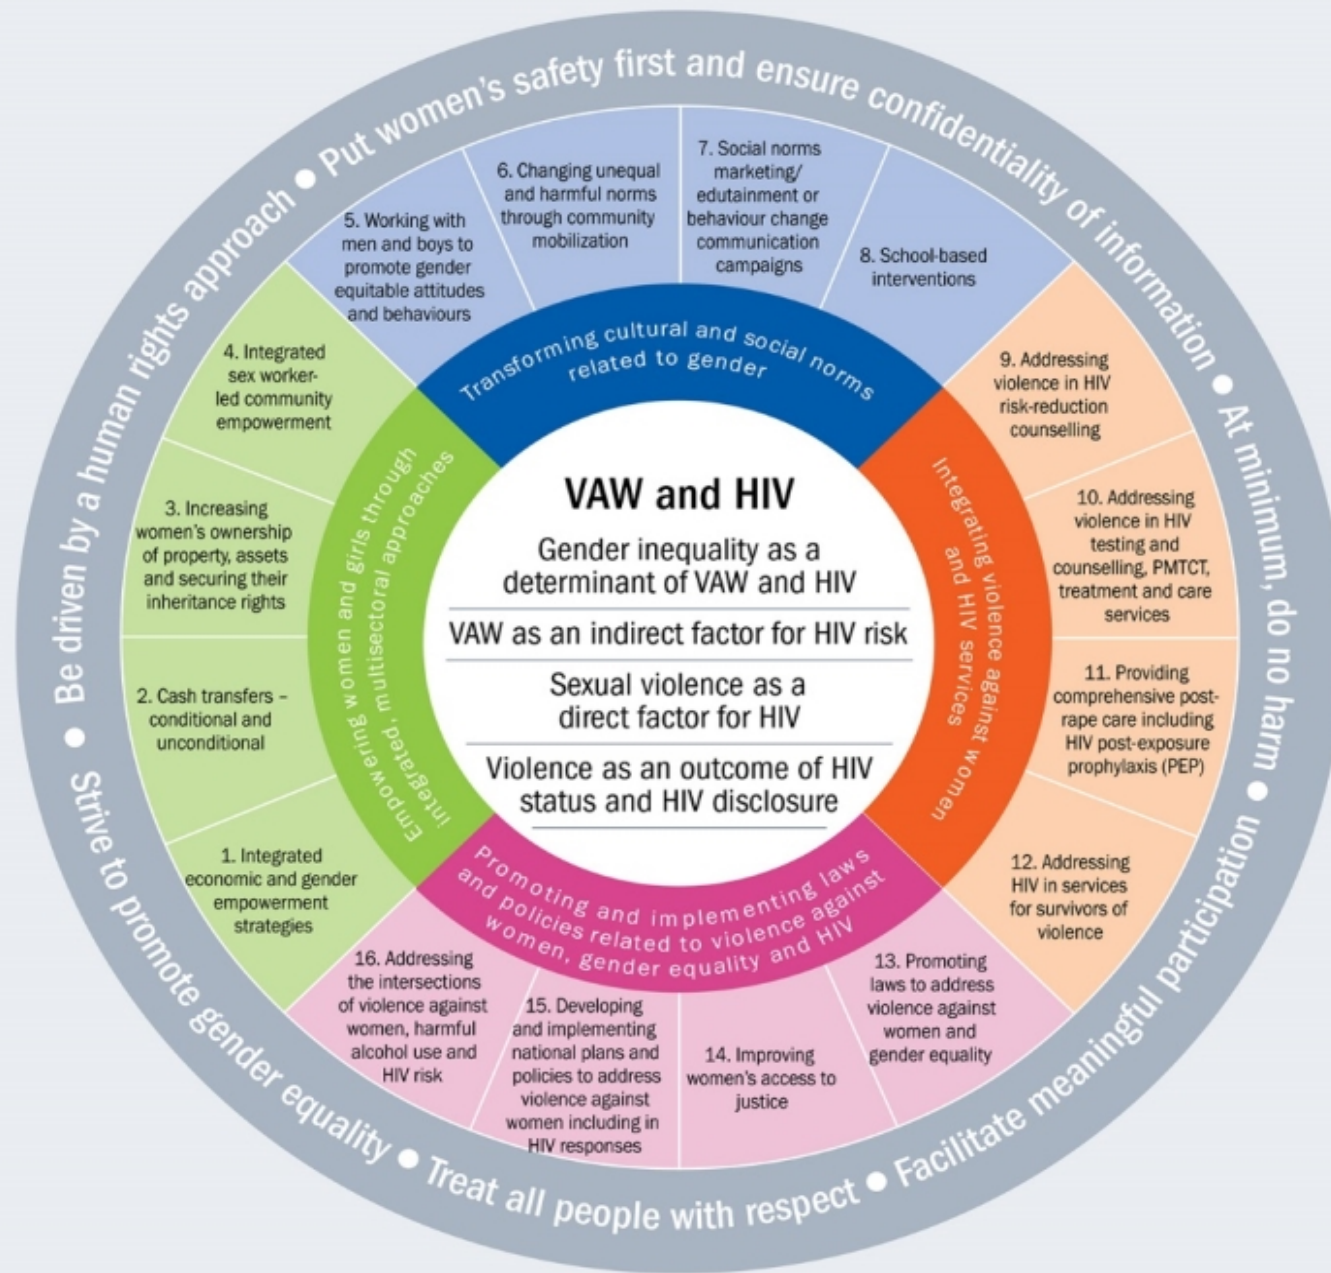 Put women's safety first and ensure confidentiality of information ●
At minimum, do no harm ●
Facilitate meaningful participation ●
Treat all people with respect ●
Strive to promote gender equality ●
Be driven by a human rights approach ●
Transforming cultural and social norms
related to gender
5. Working with
men and boys to
promote gender
equitable attitudes
and behaviours
6. Changing unequal
and harmful norms
through community
mobilization
7. Social norms
marketing/
edutainment or
behaviour change
communication
campaigns
8. School-based
interventions
Integrating violence against women
and HIV services
9. Addressing
violence in HIV
risk-reduction
counselling
10. Addressing
violence in HIV
testing and
counselling, PMTCT,
treatment and care
services
11. Providing
comprehensive post-
rape care including
HIV post-exposure
prophylaxis (PEP)
12. Addressing
HIV in services
for survivors of
violence
Promoting and implementing laws
and policies related to violence against
women, gender equality and HIV
13. Promoting
laws to address
violence against
women and
gender equality
14. Improving
women's access to
justice
15. Developing
and implementing
national plans and
policies to address
violence against
women including in
HIV responses
16. Addressing
the intersections
of violence against
women, harmful
alcohol use and
HIV risk
Empowering women and girls through
integrated, multisectoral approaches
1. Integrated
economic and gender
empowerment
strategies
2. Cash transfers –
conditional and
unconditional
3. Increasing
women's ownership
of property, assets
and securing their
inheritance rights
4. Integrated
sex worker-
led community
empowerment
VAW and HIV
Gender inequality as a
determinant of VAW and HIV
VAW as an indirect factor for HIV risk
Sexual violence as a
direct factor for HIV
Violence as an outcome of HIV
status and HIV disclosure